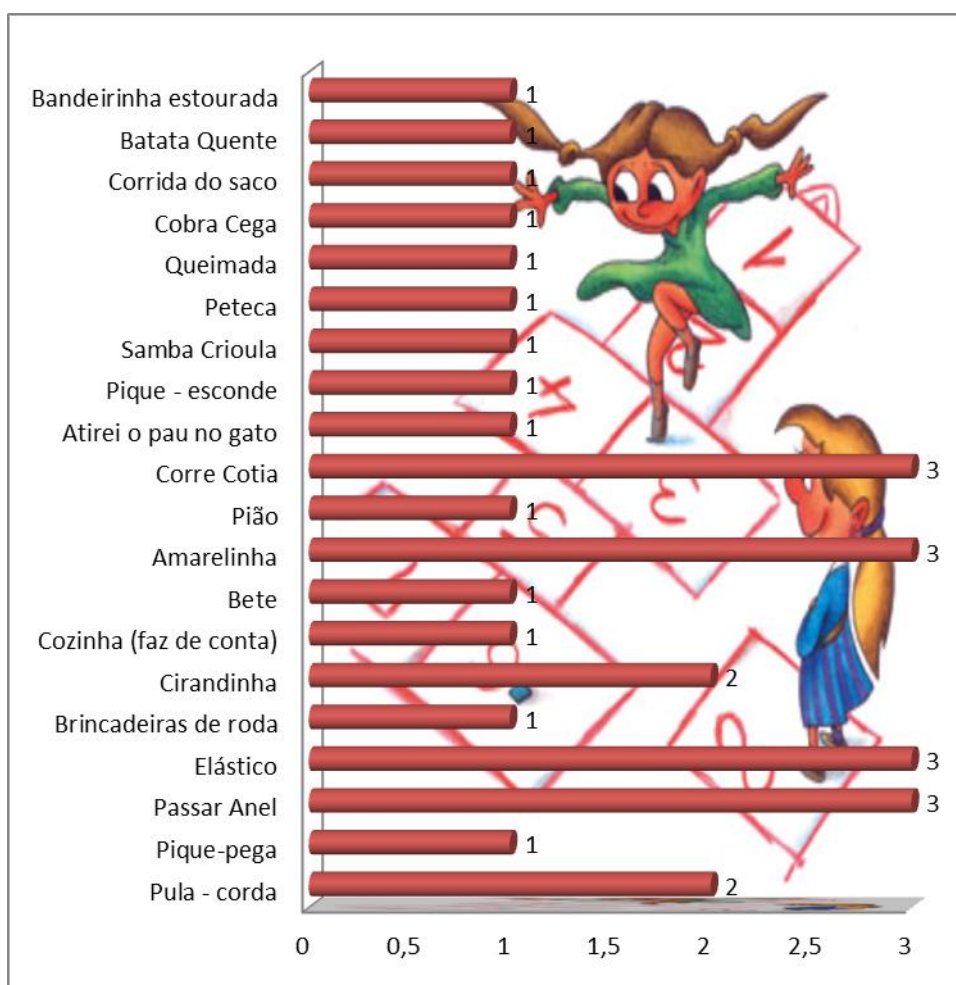 Bandeirinha estourada 1
Batata Quente 1
Corrida do saco 1
Cobra Cega 1
Queimada 1
Peteca 1
Samba Crioula 1
Pique - esconde 1
Atirei o pau no gato 1
Corre Cotia 3
Pião 1
Amarelinha 3
Bete 1
Cozinha (faz de conta) 1
Cirandinha 2
Brincadeiras de roda 1
Elástico 3
Passar Anel 3
Pique-pega 1
Pula - corda 2
0 0,5 1 1,5 2 2,5 3